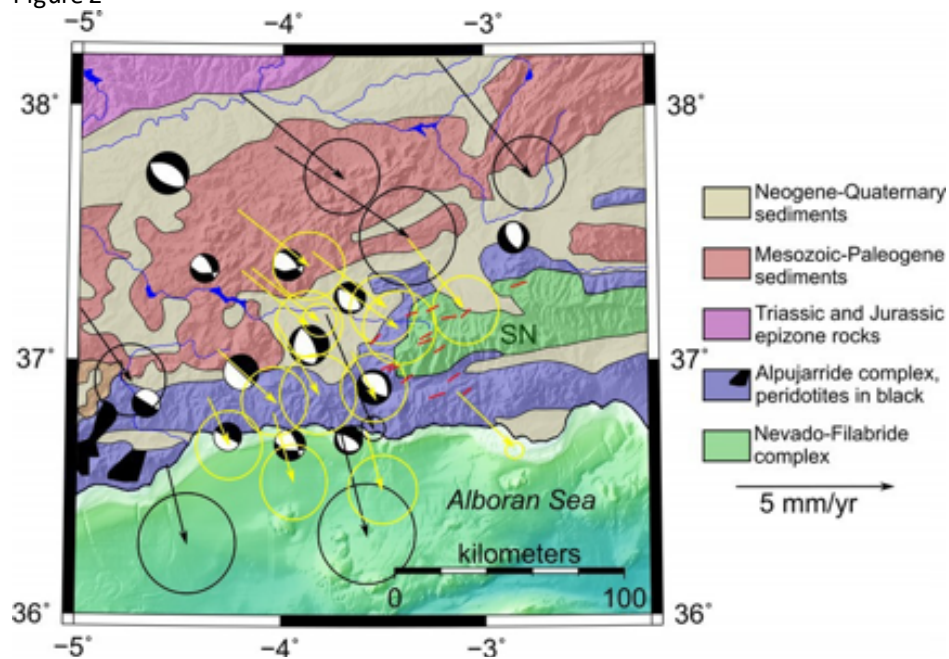 Figure 2
−5˚ −4˚ −3˚
38˚ 38˚
37˚ 37˚
36˚ 36˚
−5˚ −4˚ −3˚
SN
Alboran Sea
kilometers
0 100
Neogene-Quaternary
sediments
Mesozoic-Paleogene
sediments
Triassic and Jurassic
epizone rocks
Alpujarride complex,
peridotites in black
Nevado-Filabride
complex
5 mm/yr